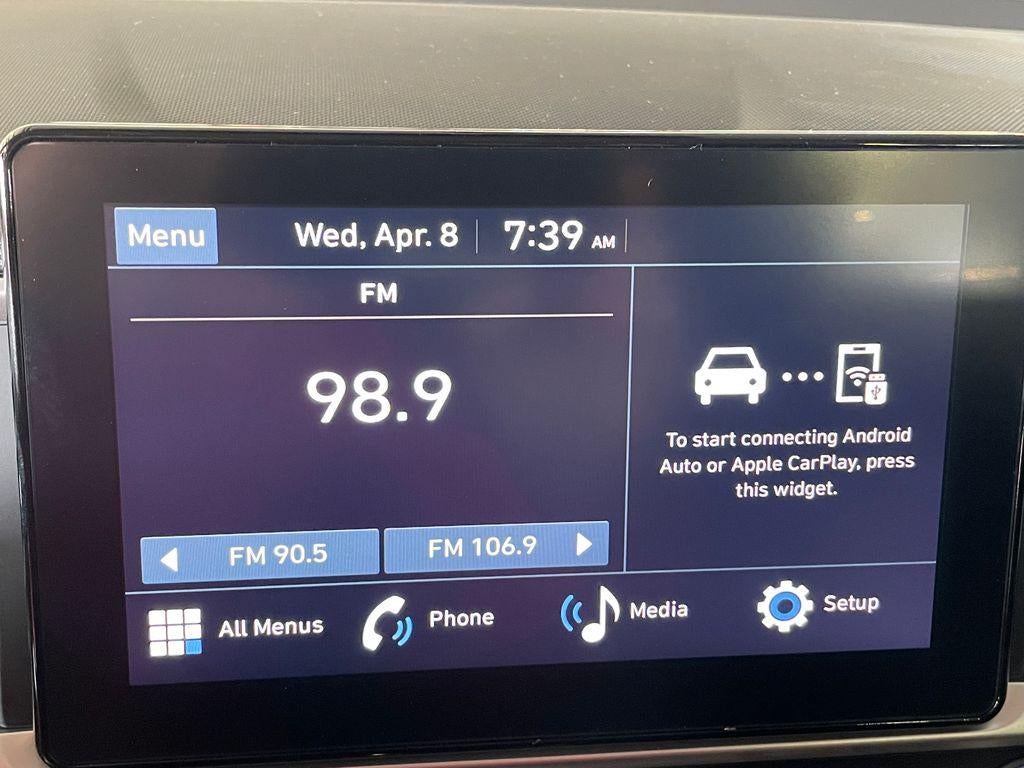 Menu
Wed, Apr. 8
7:39 AM
FM
98.9
To start connecting Android
Auto or Apple CarPlay, press
this widget.
FM 90.5
FM 106.9
All Menus
Phone
Media
Setup